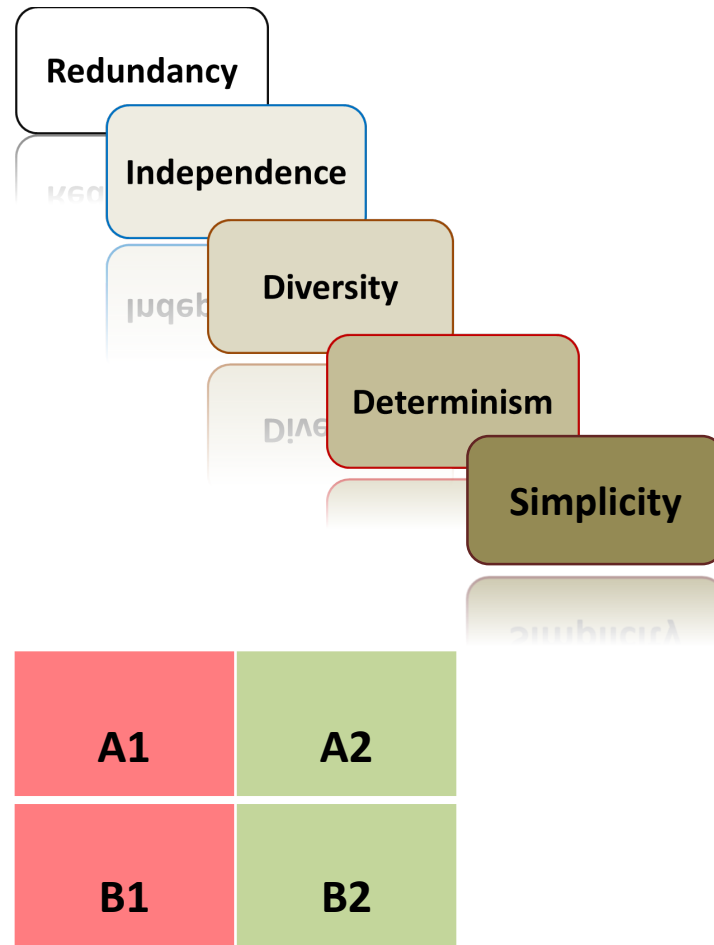 Redundancy
Independence
Diversity
Determinism
Simplicity
A1 A2
B1 B2